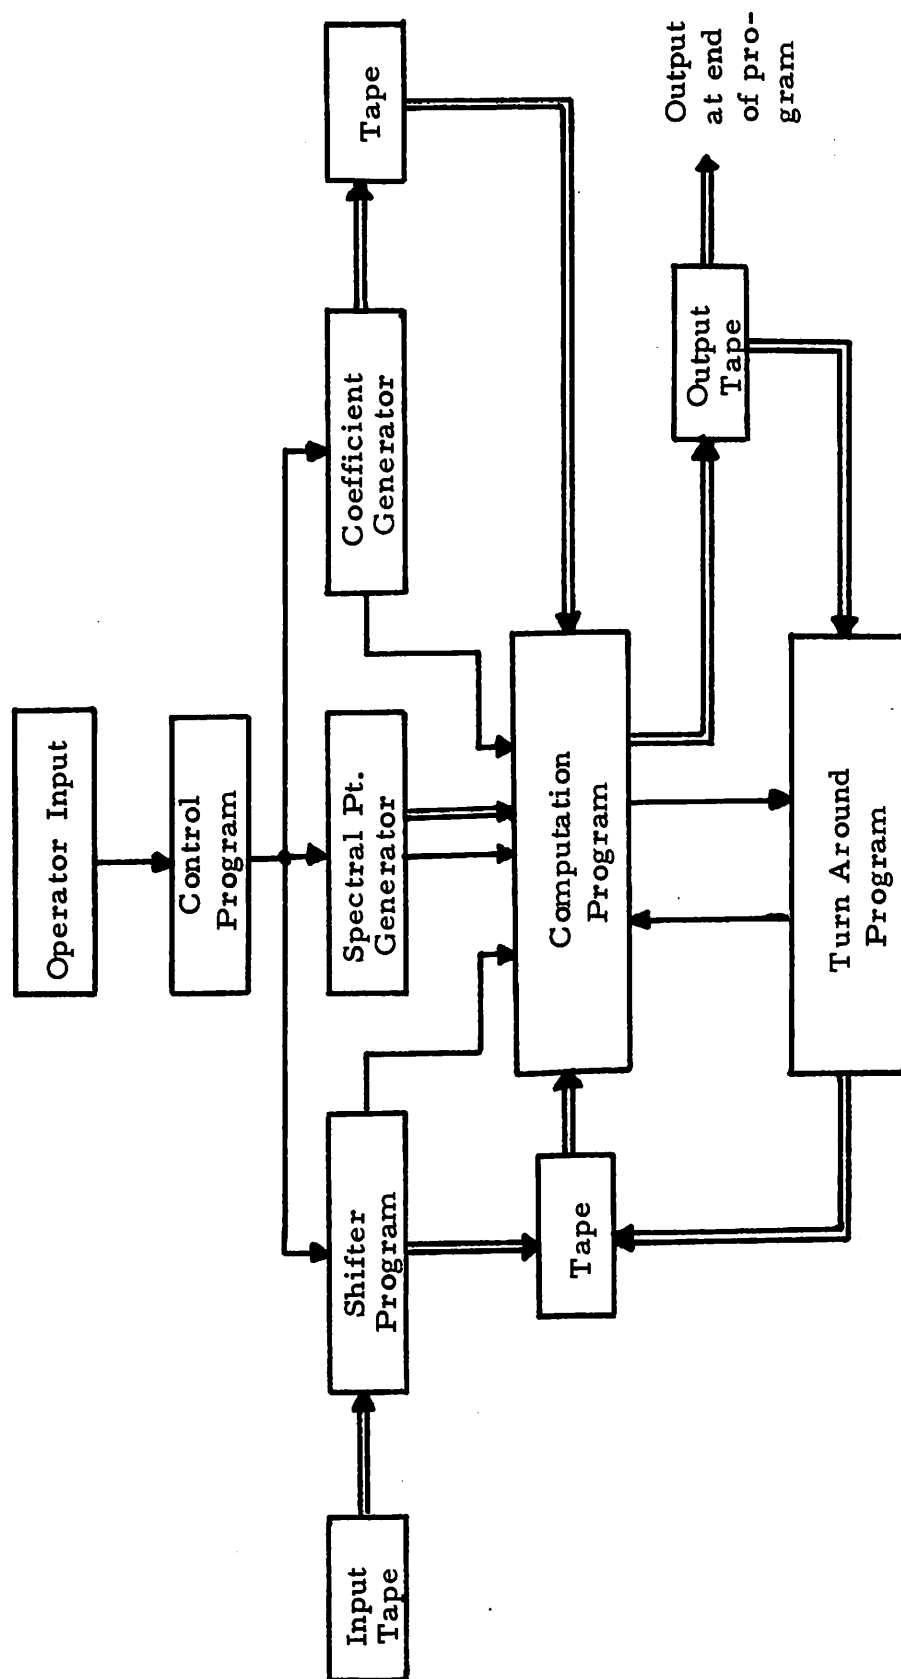 Operator Input
Control
Program
Input
Tape
Shifter
Program
Spectral Pt.
Generator
Coefficient
Generator
Tape
Tape
Computation
Program
Output
Tape
Output
at end
of pro-
gram
Turn Around
Program